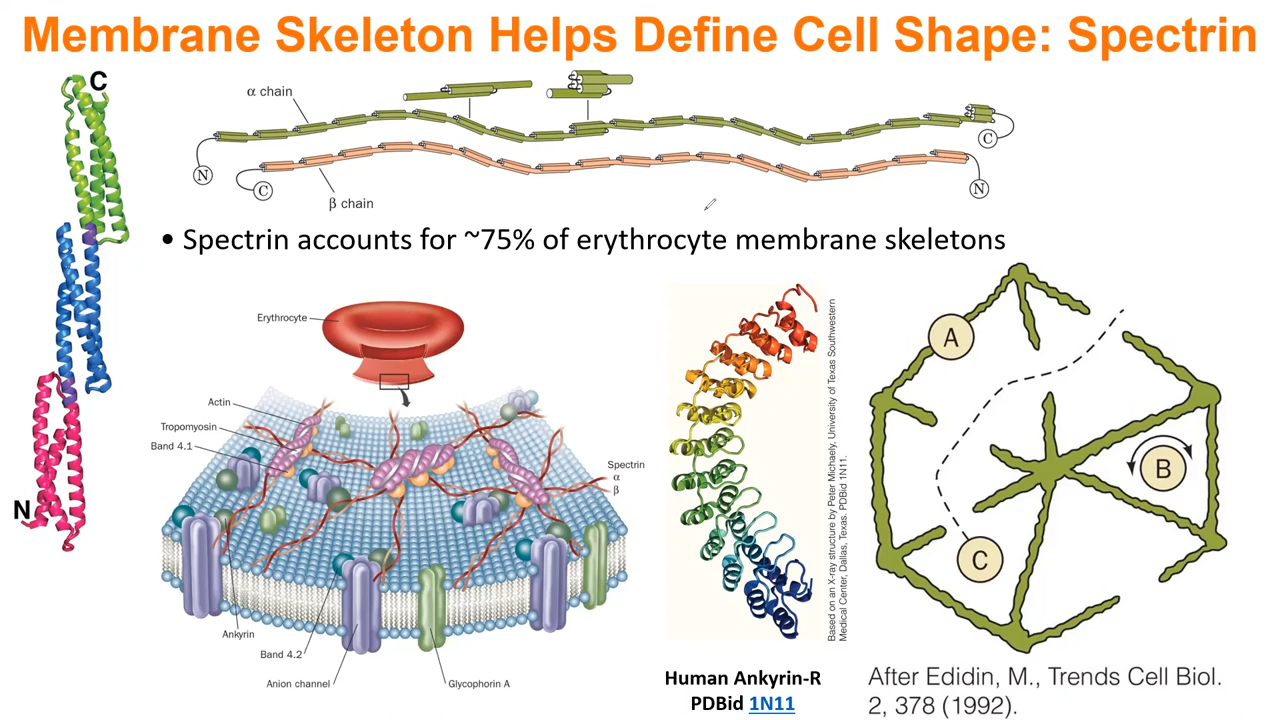 Membrane Skeleton Helps Define Cell Shape: Spectrin
C
N
α chain
N
C
C
N
β chain
• Spectrin accounts for ~75% of erythrocyte membrane skeletons
Erythrocyte
Actin
Tropomyosin
Band 4.1
Spectrin
α
β
Ankyrin
Band 4.2
Anion channel
Glycophorin A
Based on an X-ray structure by Peter Michaely, University of Texas Southwestern
Medical Center, Dallas, Texas. PDBid 1N11.
Human Ankyrin-R
PDBid 1N11
A
B
C
After Edidin, M., Trends Cell Biol.
2, 378 (1992).